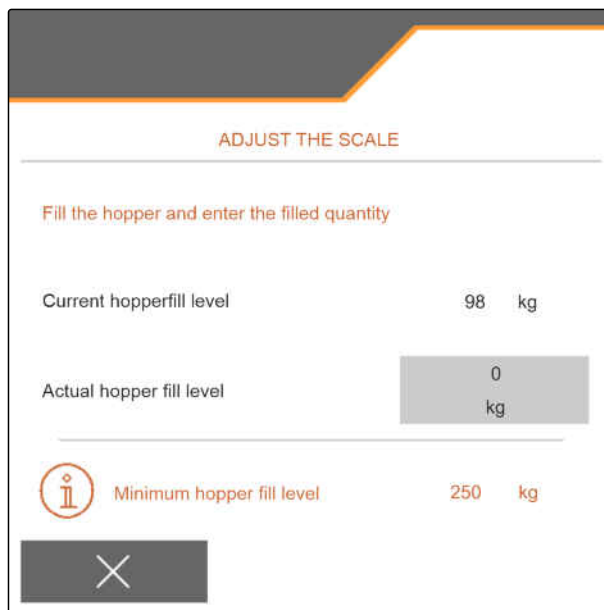 ADJUST THE SCALE
Fill the hopper and enter the filled quantity
Current hopperfill level 98 kg
Actual hopper fill level 0 kg
Minimum hopper fill level 250 kg